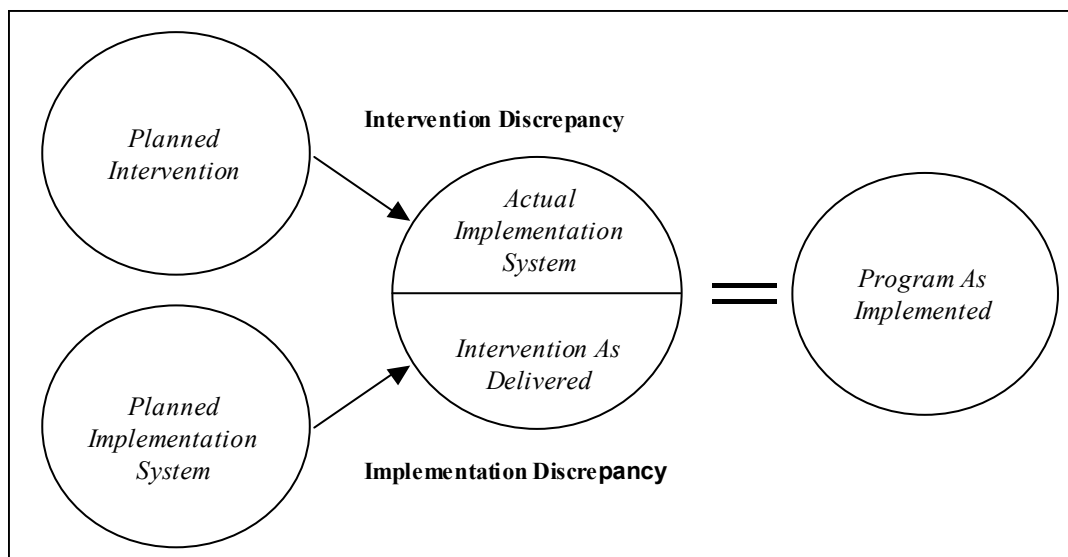 Planned
Intervention
Intervention Discrepancy
Actual
Implementation
System
Intervention As
Delivered
Program As
Implemented
Planned
Implementation
System
Implementation Discrepancy